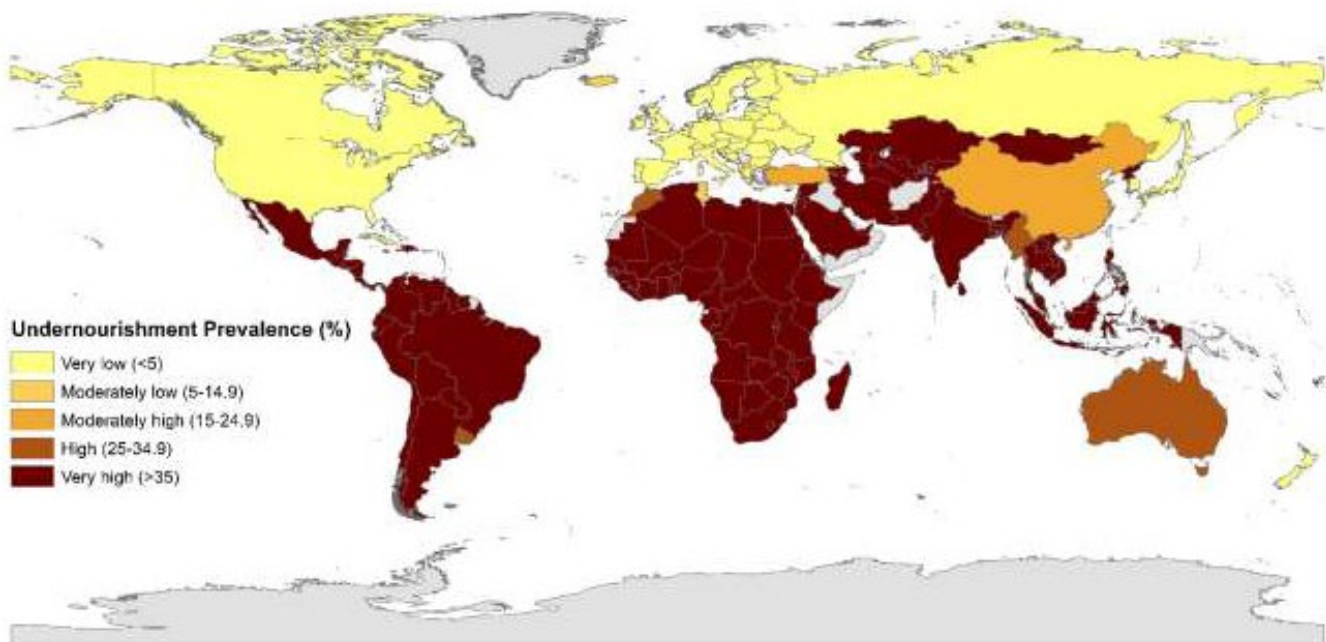 Undernourishment Prevalence (%)
Very low (<5)
Moderately low (5-14.9)
Moderately high (15-24.9)
High (25-34.9)
Very high (>35)